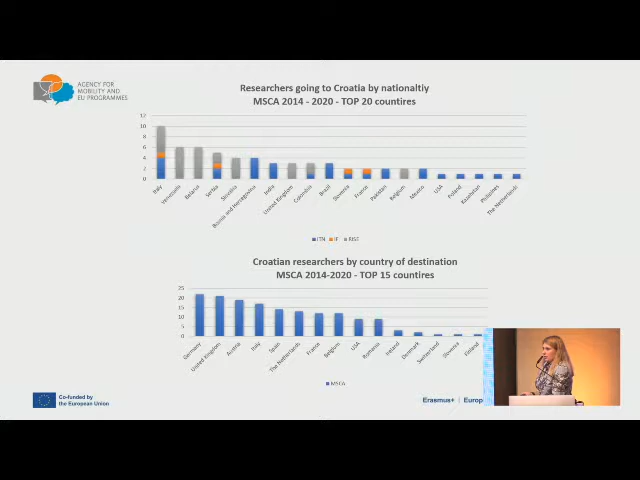 AGENCY FOR
MOBILITY AND
EU PROGRAMMES
Researchers going to Croatia by nationaltiy
MSCA 2014 - 2020 - TOP 20 countires
12
10
8
6
4
2
0
Italy
Venezuela
Belarus
Serbia
Slovakia
Bosnia and Herzegovina
India
United Kingdom
Colombia
Brazil
Slovenia
France
Pakistan
Belgium
Mexico
USA
Poland
Kazahstan
Philipines
The Netherlands
ITN IF RISE
Croatian researchers by country of destination
MSCA 2014-2020 - TOP 15 countires
25
20
15
10
5
0
Germany
United Kingdom
Austria
Italy
Spain
The Netherlands
France
Belgium
USA
Romania
Ireland
Denmark
Switzerland
Slovenia
Finland
MSCA
Co-funded by
the European Union
Erasmus+ | Europ